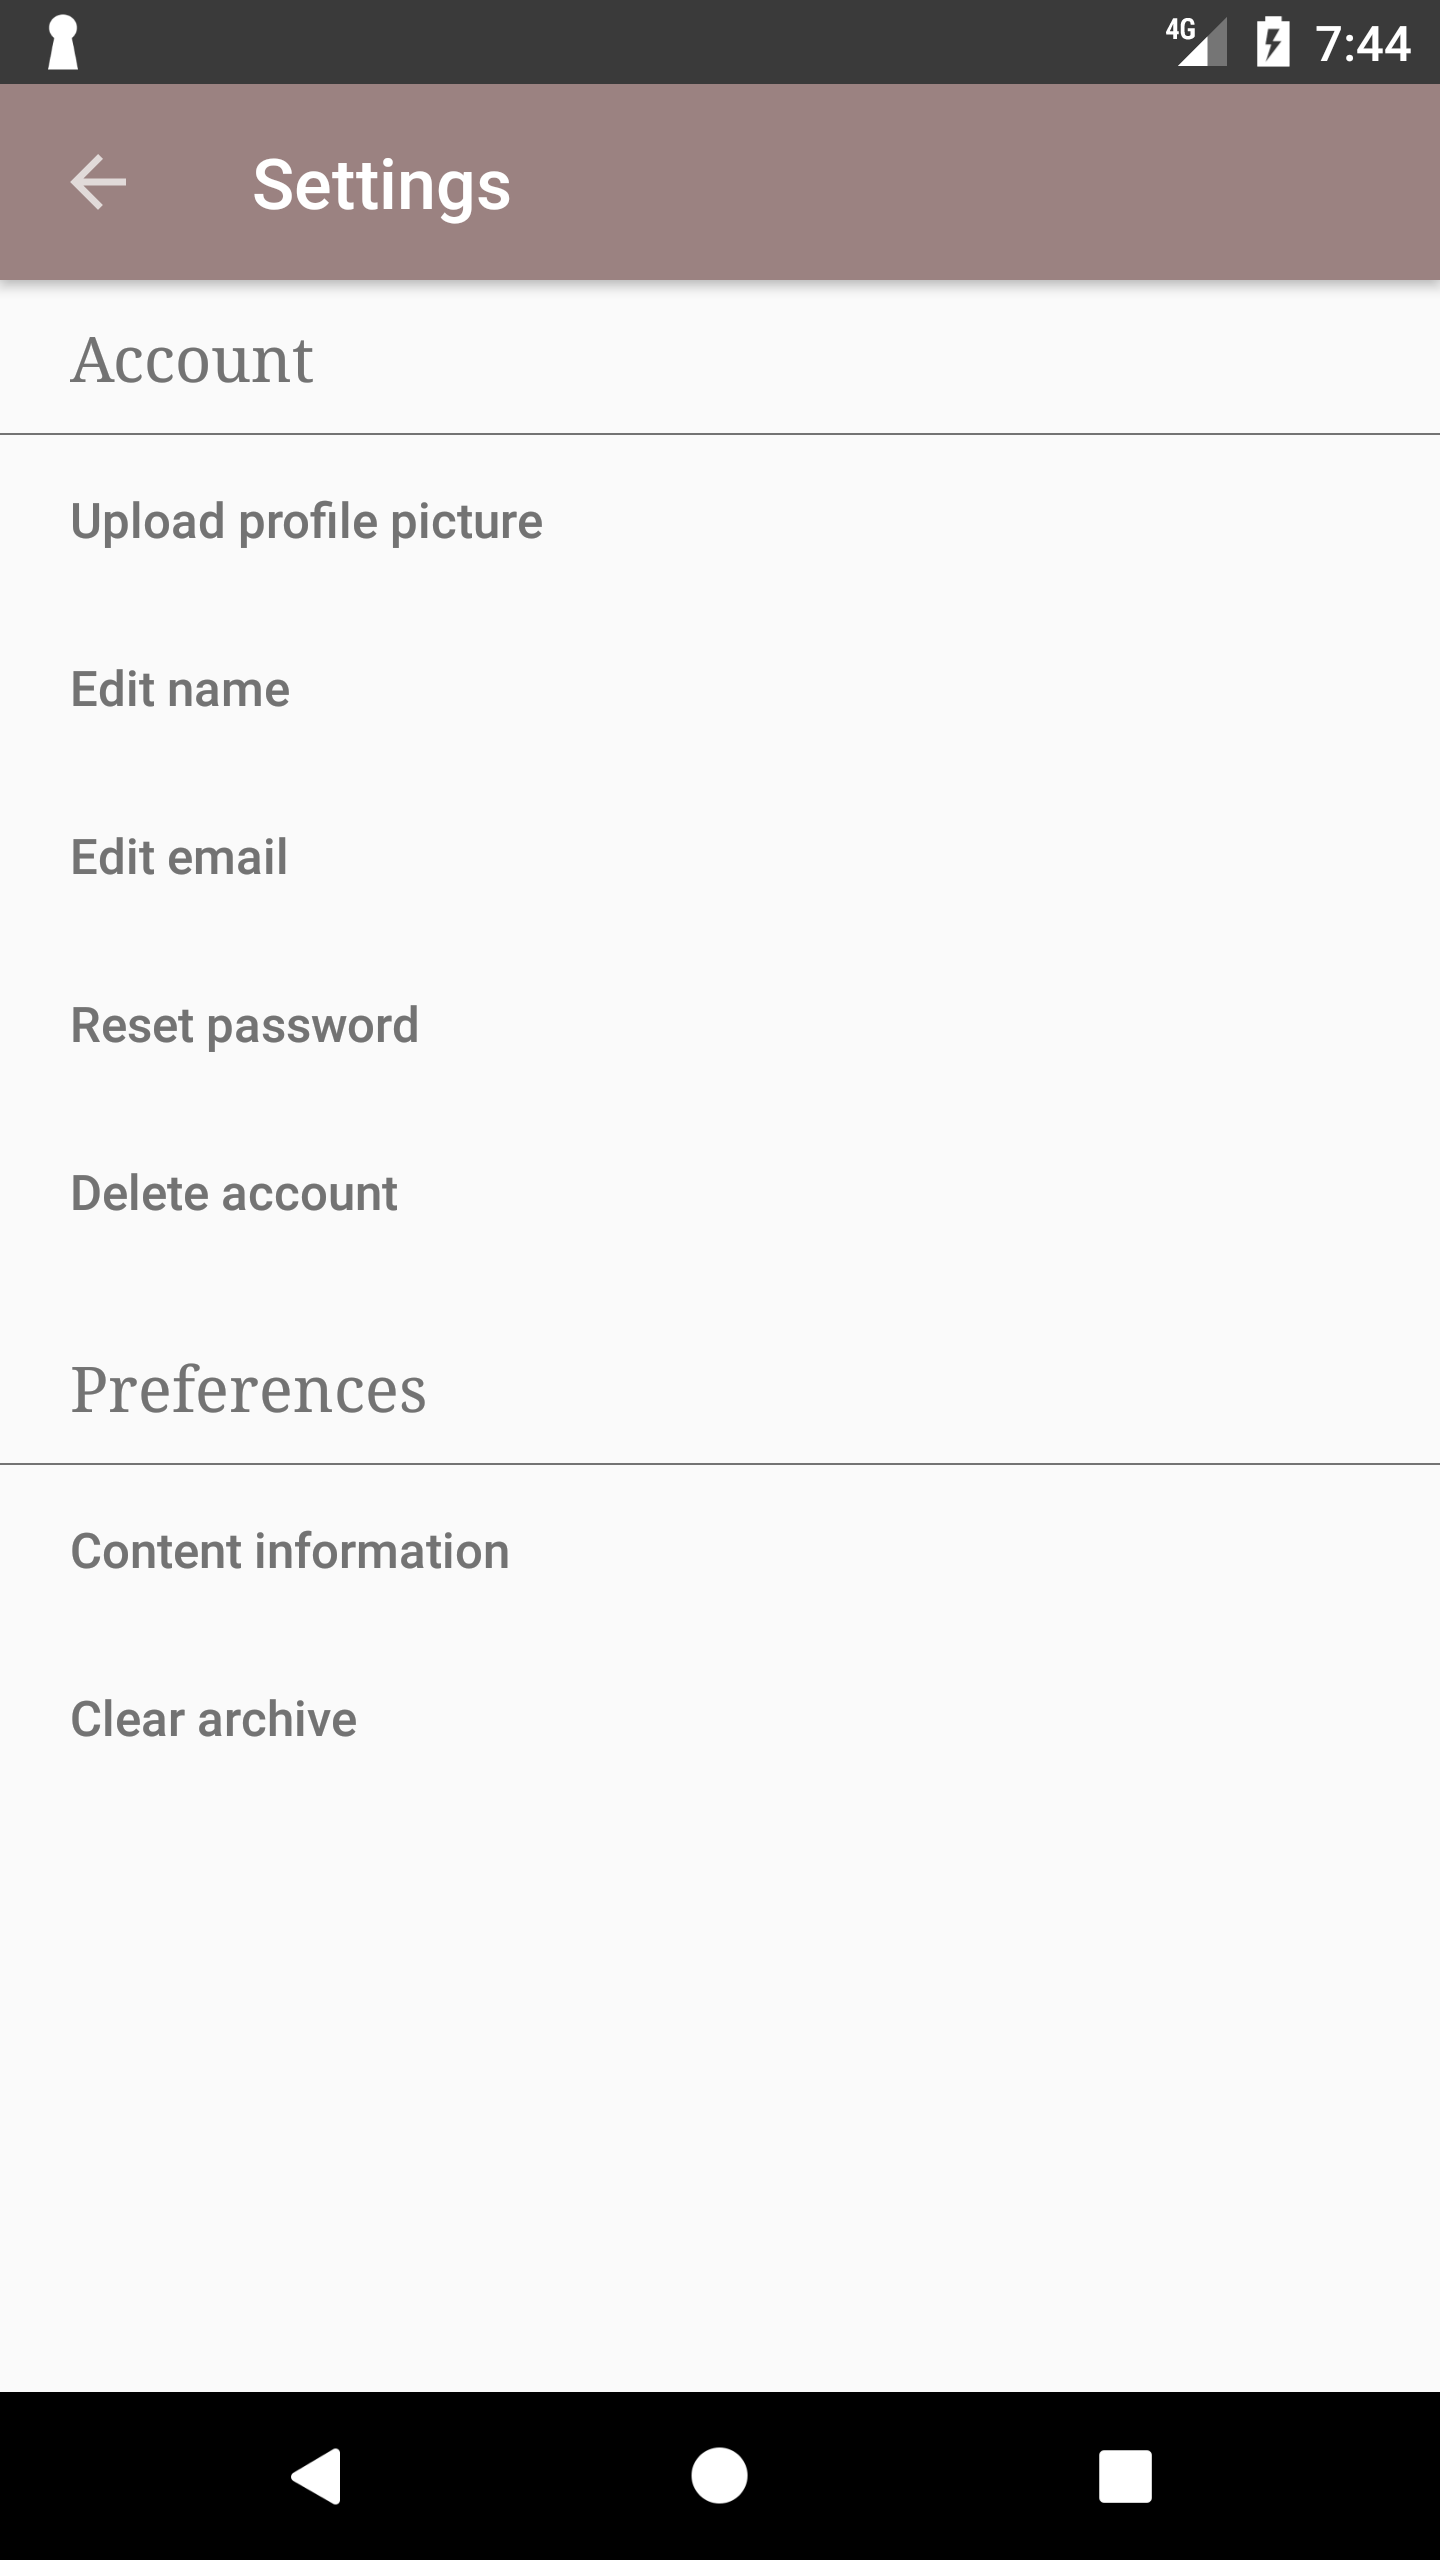 4G 7:44
Settings
Account
Upload profile picture
Edit name
Edit email
Reset password
Delete account
Preferences
Content information
Clear archive